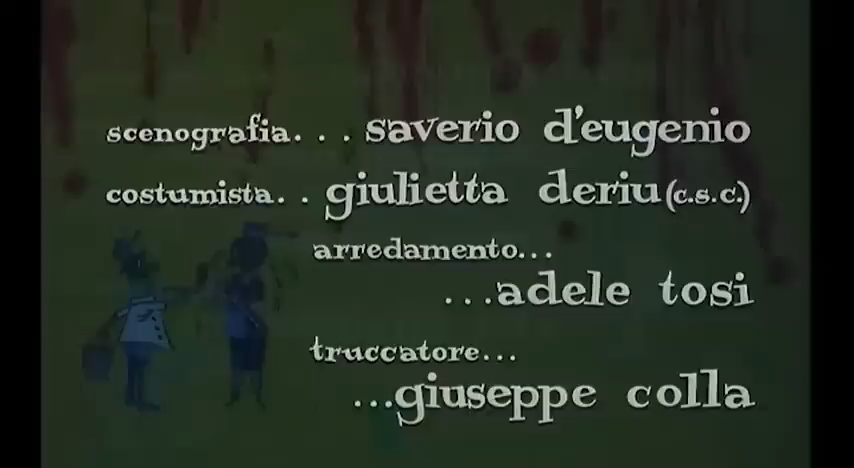 scenografia. . . saverio d'eugenio
costumista. . giulietta deriu (c.s.c.)
arredamento...
...adele tosi
truccatore...
...giuseppe colla